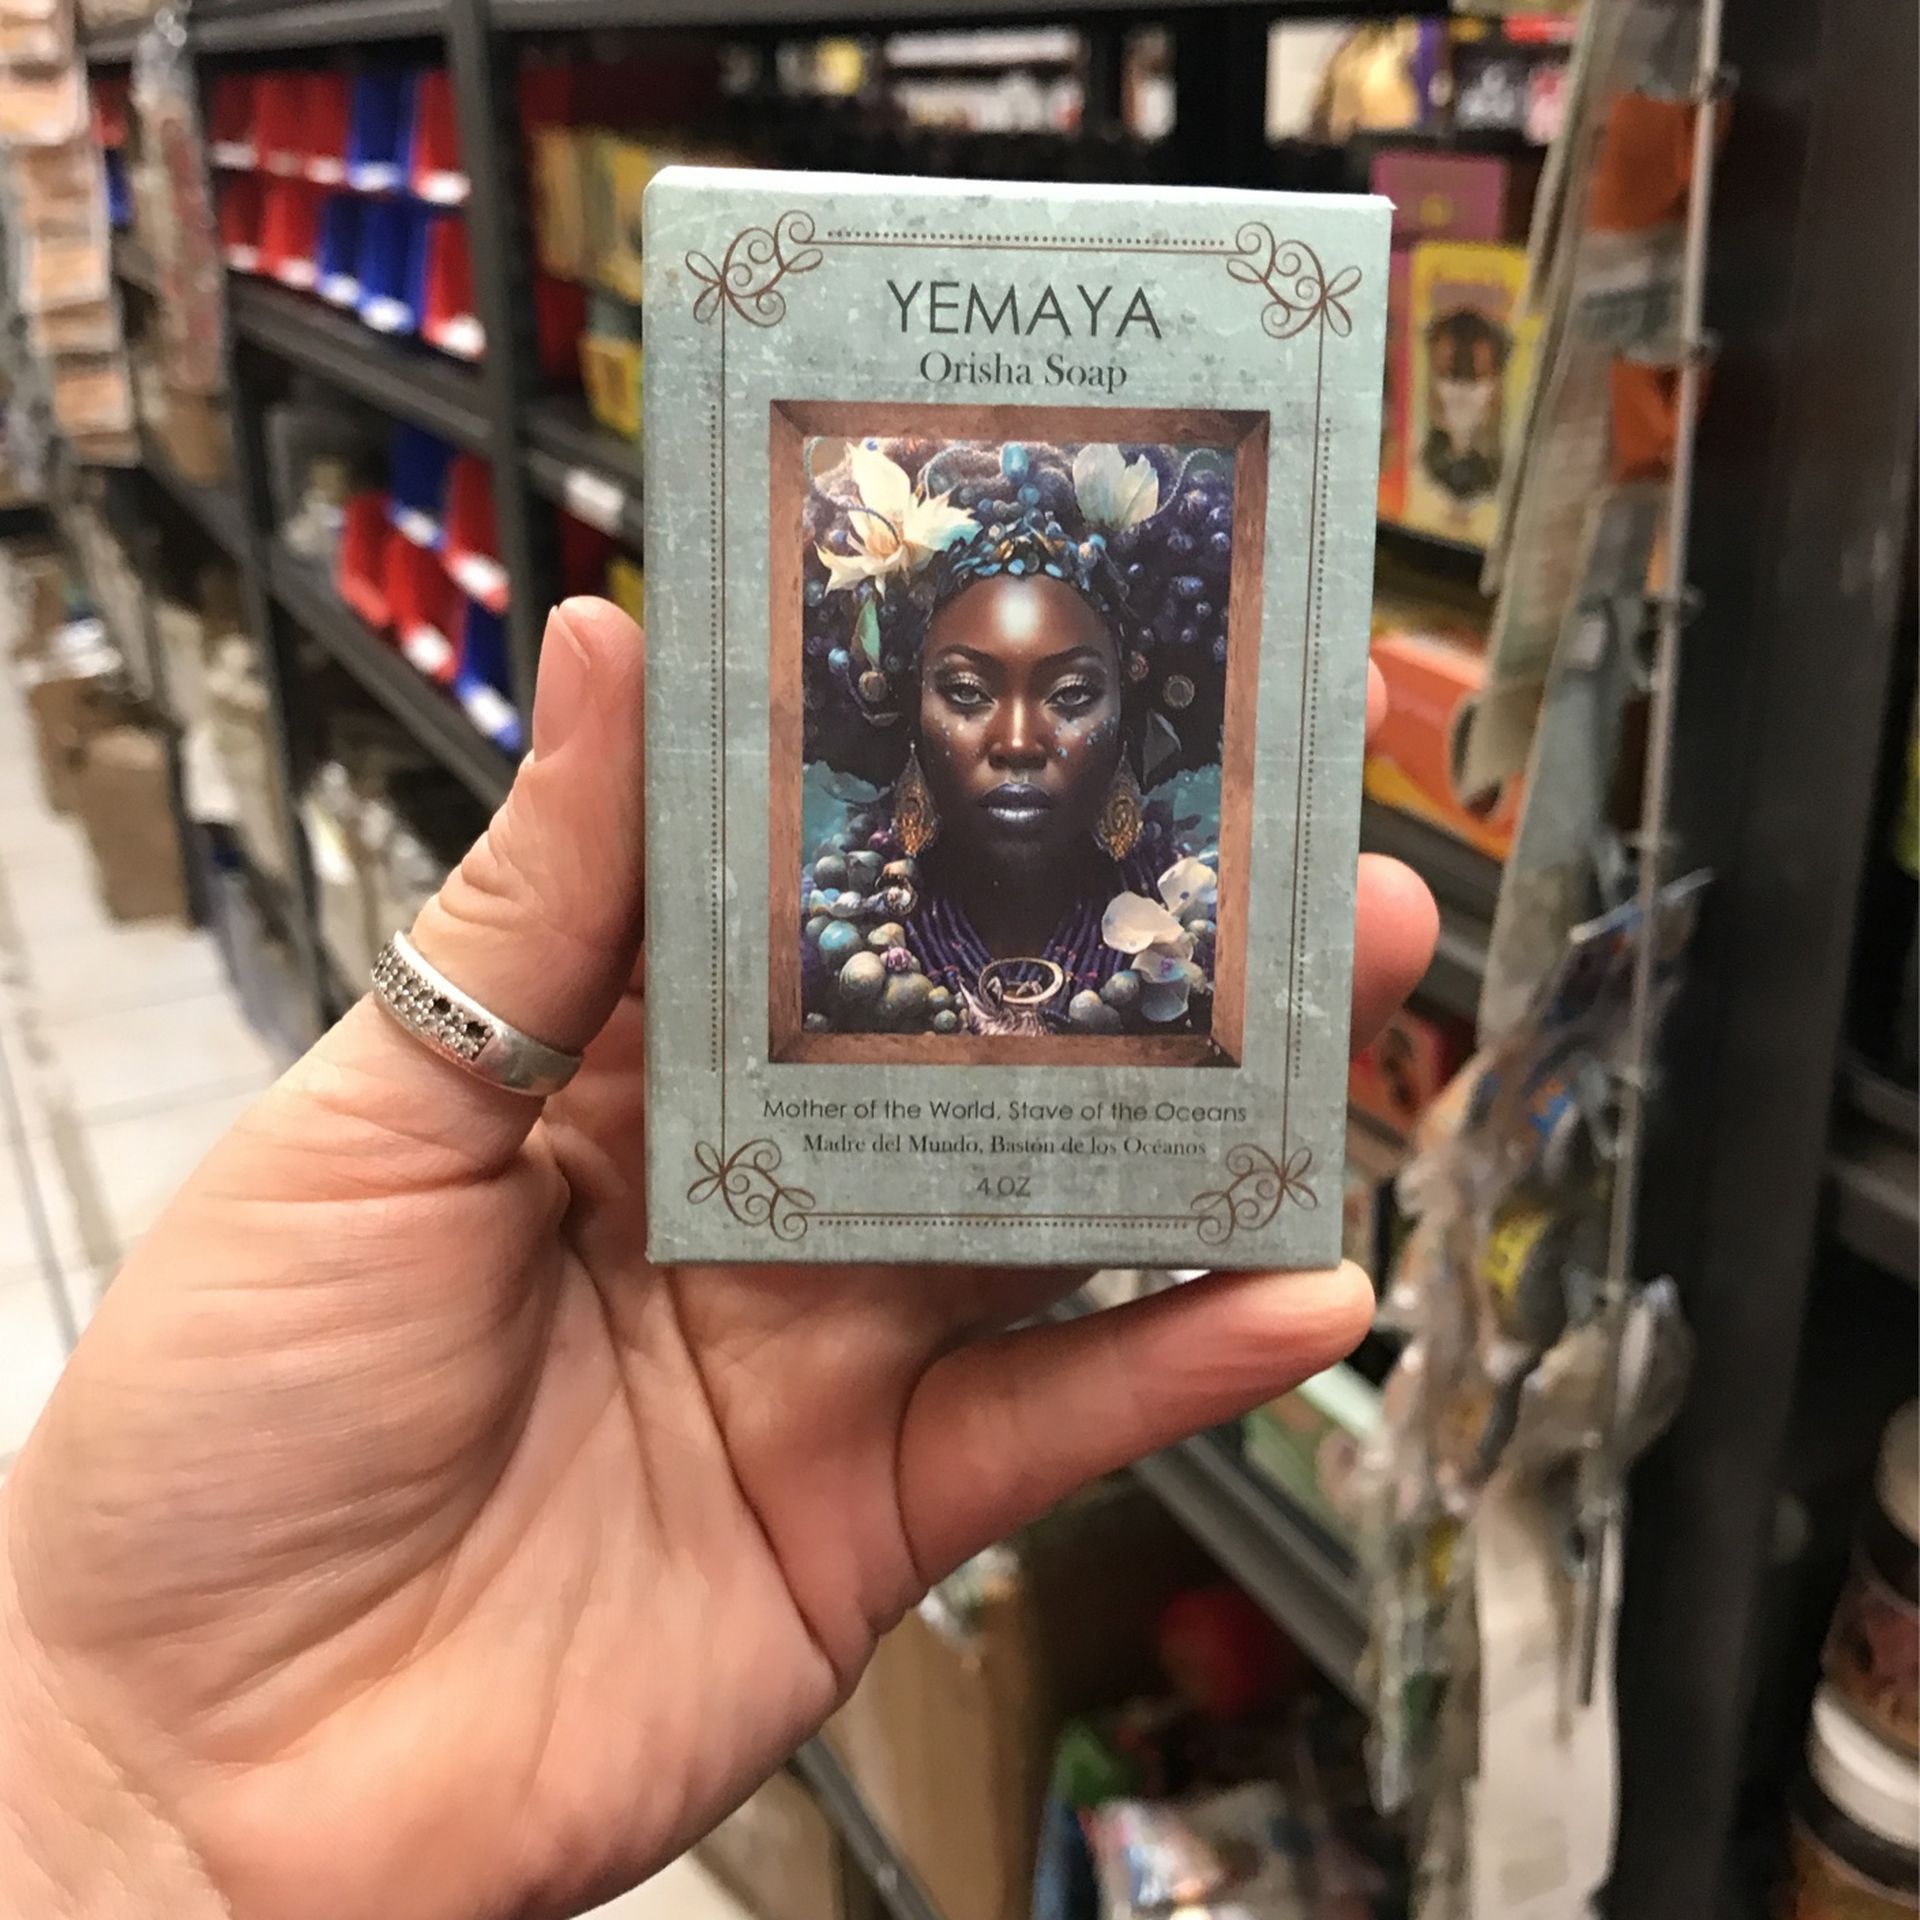 YEMAYA
Orisha Soap
Mother of the World, Stave of the Oceans
Madre del Mundo, Bastón de los Océanos
4 OZ